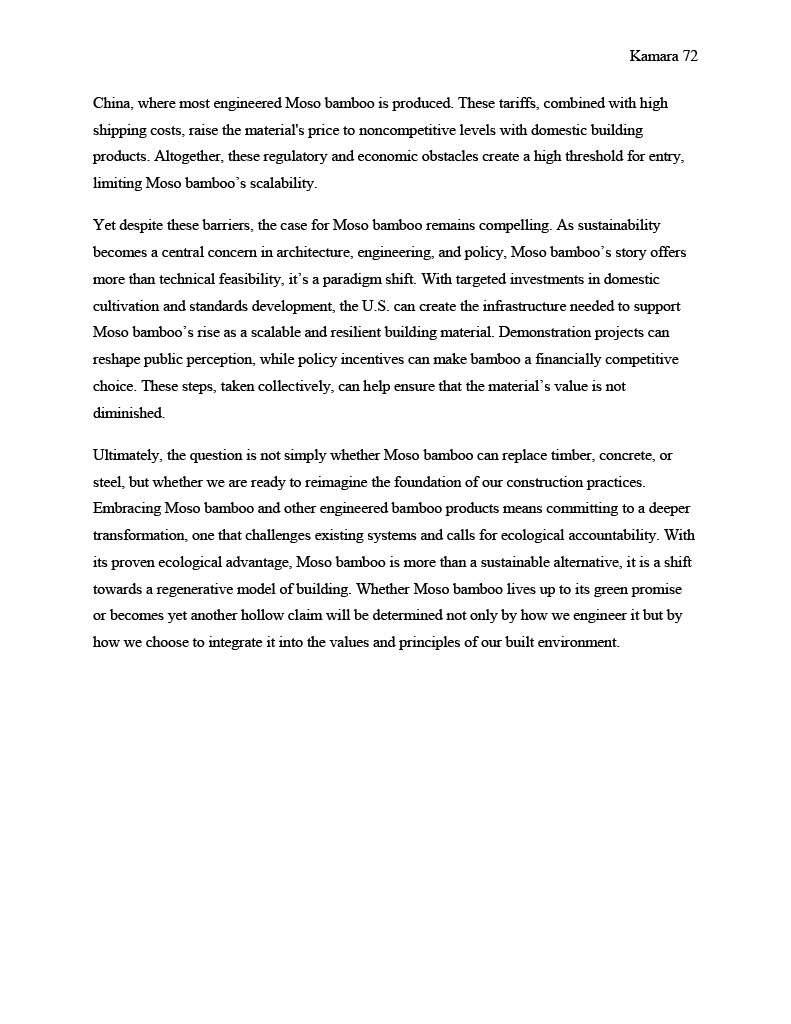 Kamara 72
China, where most engineered Moso bamboo is produced. These tariffs, combined with high
shipping costs, raise the material's price to noncompetitive levels with domestic building
products. Altogether, these regulatory and economic obstacles create a high threshold for entry,
limiting Moso bamboo’s scalability.
Yet despite these barriers, the case for Moso bamboo remains compelling. As sustainability
becomes a central concern in architecture, engineering, and policy, Moso bamboo’s story offers
more than technical feasibility, it’s a paradigm shift. With targeted investments in domestic
cultivation and standards development, the U.S. can create the infrastructure needed to support
Moso bamboo’s rise as a scalable and resilient building material. Demonstration projects can
reshape public perception, while policy incentives can make bamboo a financially competitive
choice. These steps, taken collectively, can help ensure that the material’s value is not
diminished.
Ultimately, the question is not simply whether Moso bamboo can replace timber, concrete, or
steel, but whether we are ready to reimagine the foundation of our construction practices.
Embracing Moso bamboo and other engineered bamboo products means committing to a deeper
transformation, one that challenges existing systems and calls for ecological accountability. With
its proven ecological advantage, Moso bamboo is more than a sustainable alternative, it is a shift
towards a regenerative model of building. Whether Moso bamboo lives up to its green promise
or becomes yet another hollow claim will be determined not only by how we engineer it but by
how we choose to integrate it into the values and principles of our built environment.